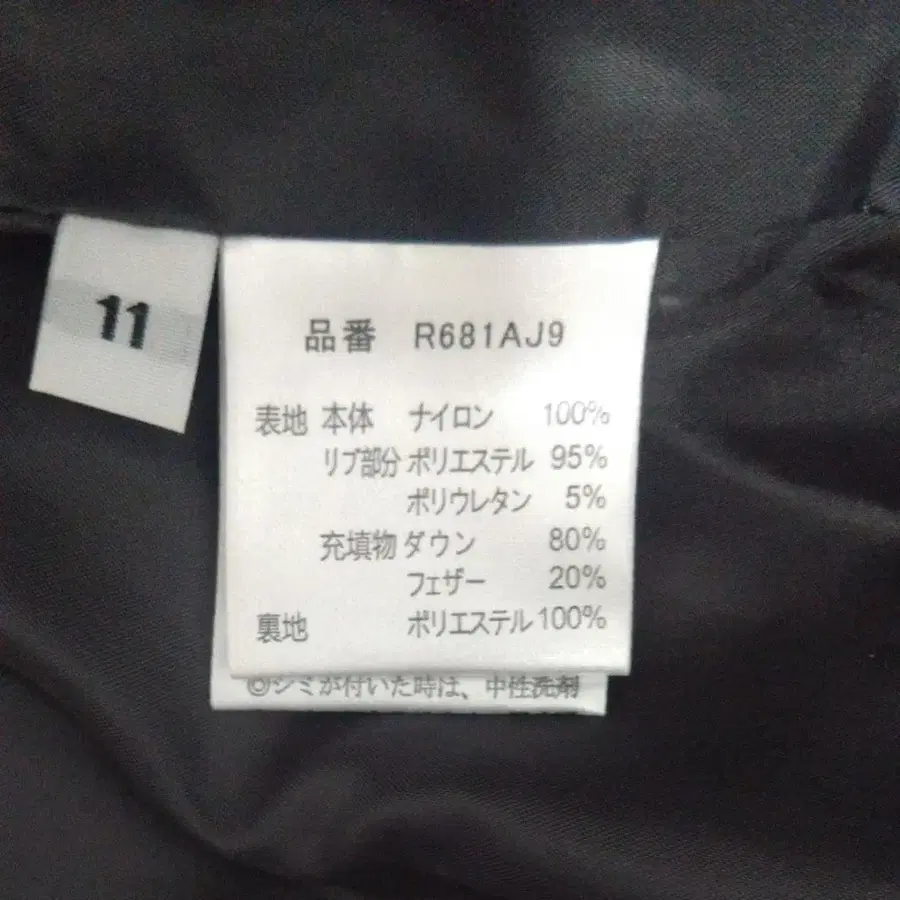 11
品番 R681AJ9
表地 本体 ナイロン 100%
リブ部分 ポリエステル 95%
ポリウレタン 5%
充填物 ダウン 80%
フェザー 20%
裏地 ポリエステル 100%
◎シミが付いた時は、中性洗剤